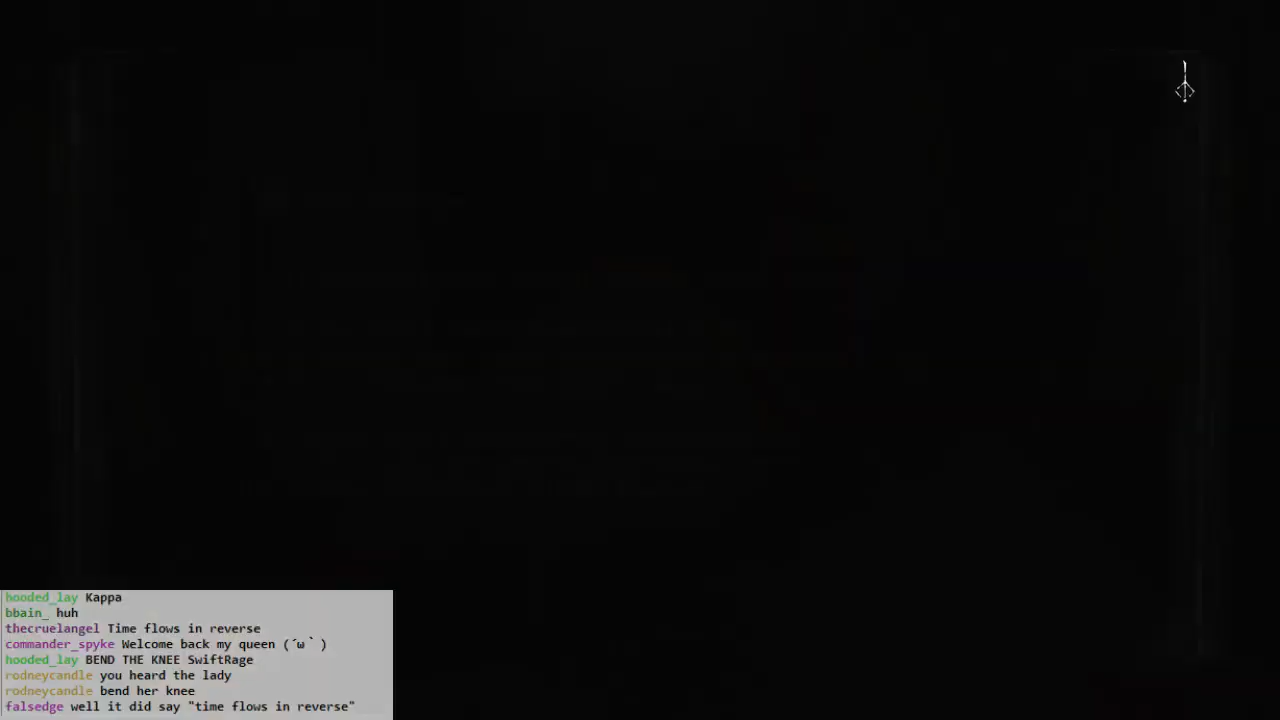 hooded_lay Kappa
bbain_ huh
thecruelangel Time flows in reverse
commander_spyke Welcome back my queen (´ω`)
hooded_lay BEND THE KNEE SwiftRage
rodneycandle you heard the lady
rodneycandle bend her knee
falsedge well it did say "time flows in reverse"